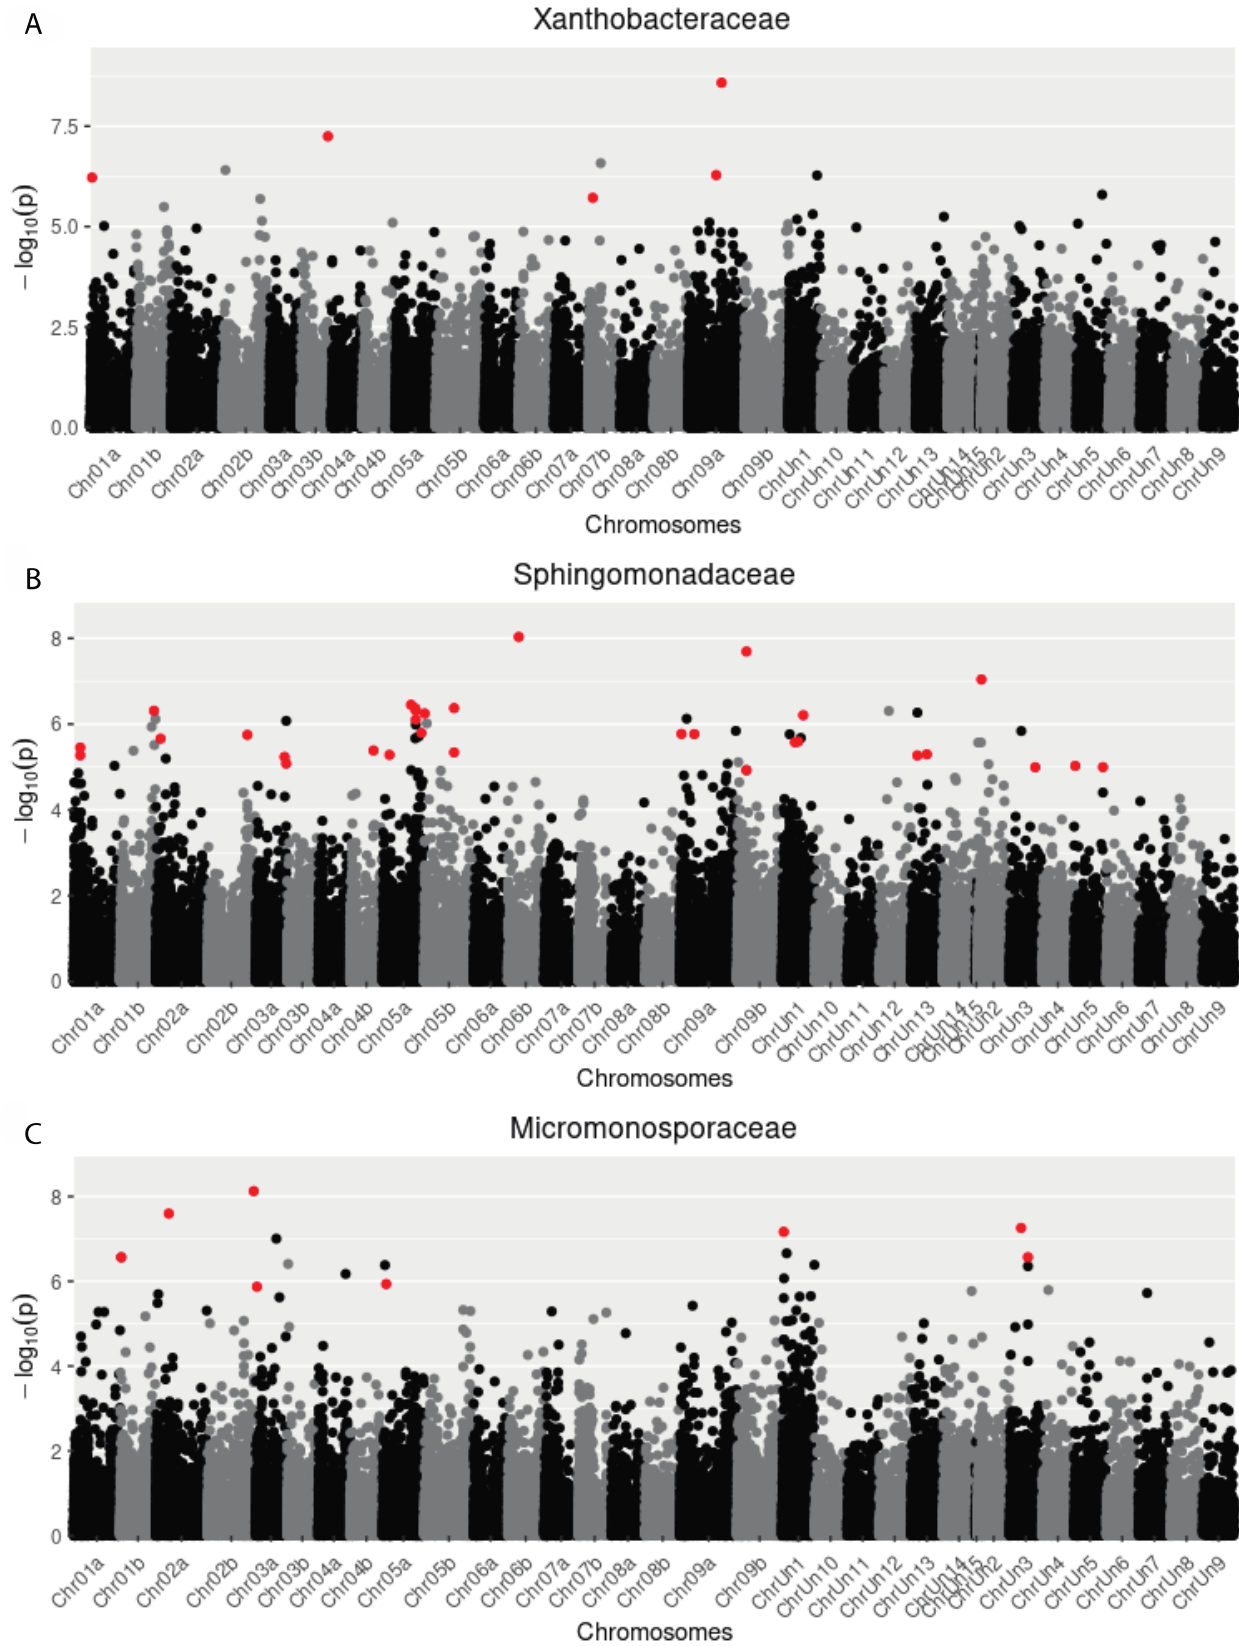 A
Xanthobacteraceae
−log10(p)
7.5
5.0
2.5
0.0
Chr01a Chr01b Chr02a Chr02b Chr03a Chr03b Chr04a Chr04b Chr05a Chr05b Chr06a Chr06b Chr07a Chr07b Chr08a Chr08b Chr09a Chr09b ChrUn1 ChrUn10 ChrUn11 ChrUn12 ChrUn13 ChrUn14 ChrUn15 ChrUn2 ChrUn3 ChrUn4 ChrUn5 ChrUn6 ChrUn7 ChrUn8 ChrUn9
Chromosomes
B
Sphingomonadaceae
−log10(p)
8
6
4
2
0
Chr01a Chr01b Chr02a Chr02b Chr03a Chr03b Chr04a Chr04b Chr05a Chr05b Chr06a Chr06b Chr07a Chr07b Chr08a Chr08b Chr09a Chr09b ChrUn1 ChrUn10 ChrUn11 ChrUn12 ChrUn13 ChrUn14 ChrUn15 ChrUn2 ChrUn3 ChrUn4 ChrUn5 ChrUn6 ChrUn7 ChrUn8 ChrUn9
Chromosomes
C
Micromonosporaceae
−log10(p)
8
6
4
2
0
Chr01a Chr01b Chr02a Chr02b Chr03a Chr03b Chr04a Chr04b Chr05a Chr05b Chr06a Chr06b Chr07a Chr07b Chr08a Chr08b Chr09a Chr09b ChrUn1 ChrUn10 ChrUn11 ChrUn12 ChrUn13 ChrUn14 ChrUn15 ChrUn2 ChrUn3 ChrUn4 ChrUn5 ChrUn6 ChrUn7 ChrUn8 ChrUn9
Chromosomes